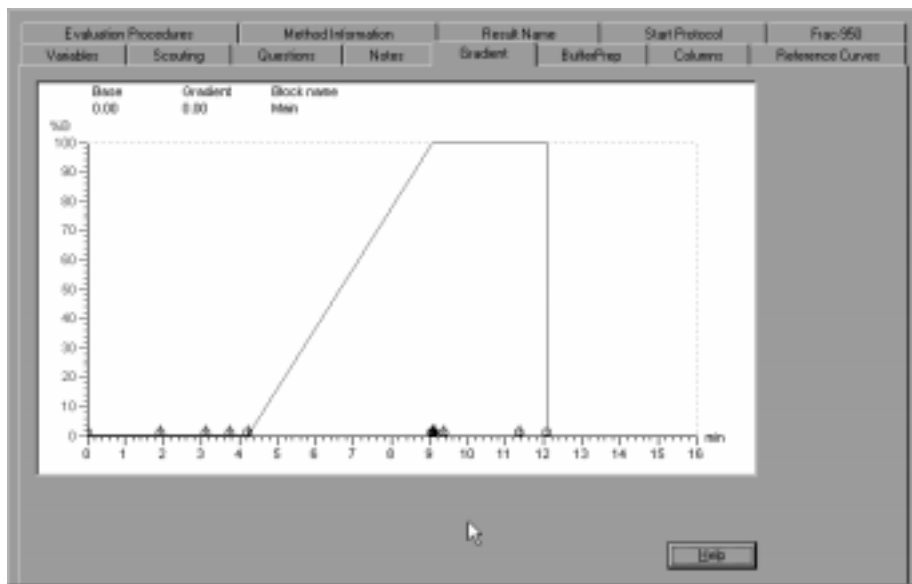 Evaluation Procedures Method Information Result Name Start Protocol Frac-950
Variables Scouting Questions Notes Gradient BufferPrep Columns Reference Curves
Base Gradient Block name
0.00 0.00 Main
%B
100
90
80
70
60
50
40
30
20
10
0
0 1 2 3 4 5 6 7 8 9 10 11 12 13 14 15 16 min
Help